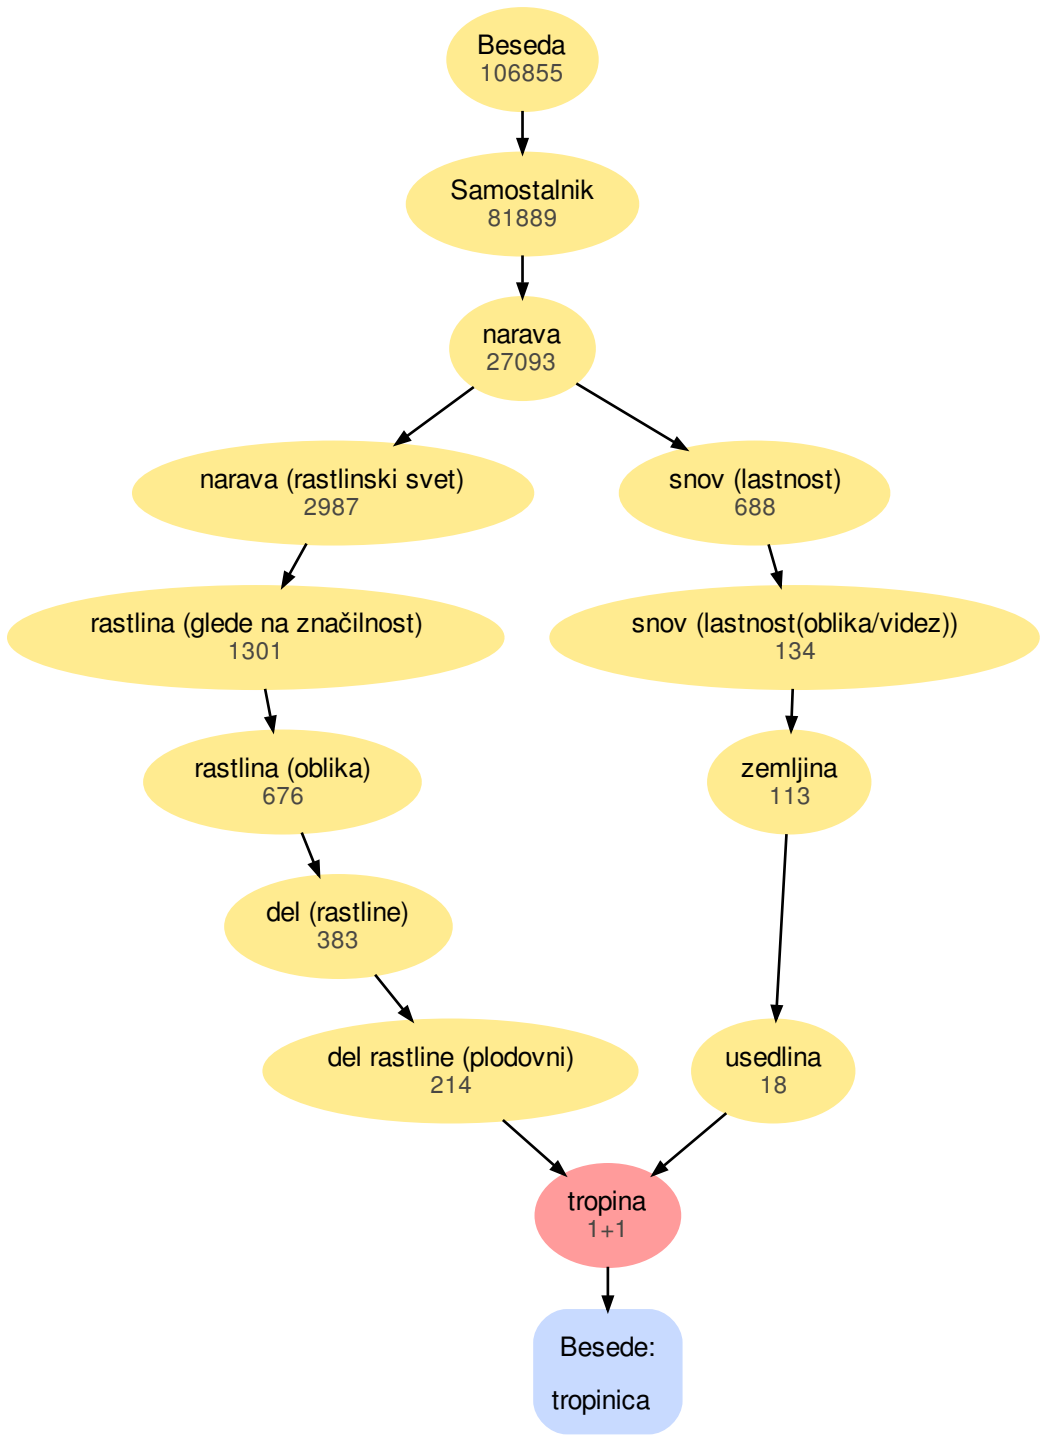 Beseda
106855
Samostalnik
81889
narava
27093
narava (rastlinski svet)
2987
snov (lastnost)
688
rastlina (glede na značilnost)
1301
snov (lastnost(oblika/videz))
134
rastlina (oblika)
676
zemljina
113
del (rastline)
383
del rastline (plodovni)
214
usedlina
18
tropina
1+1
Besede:
tropinica